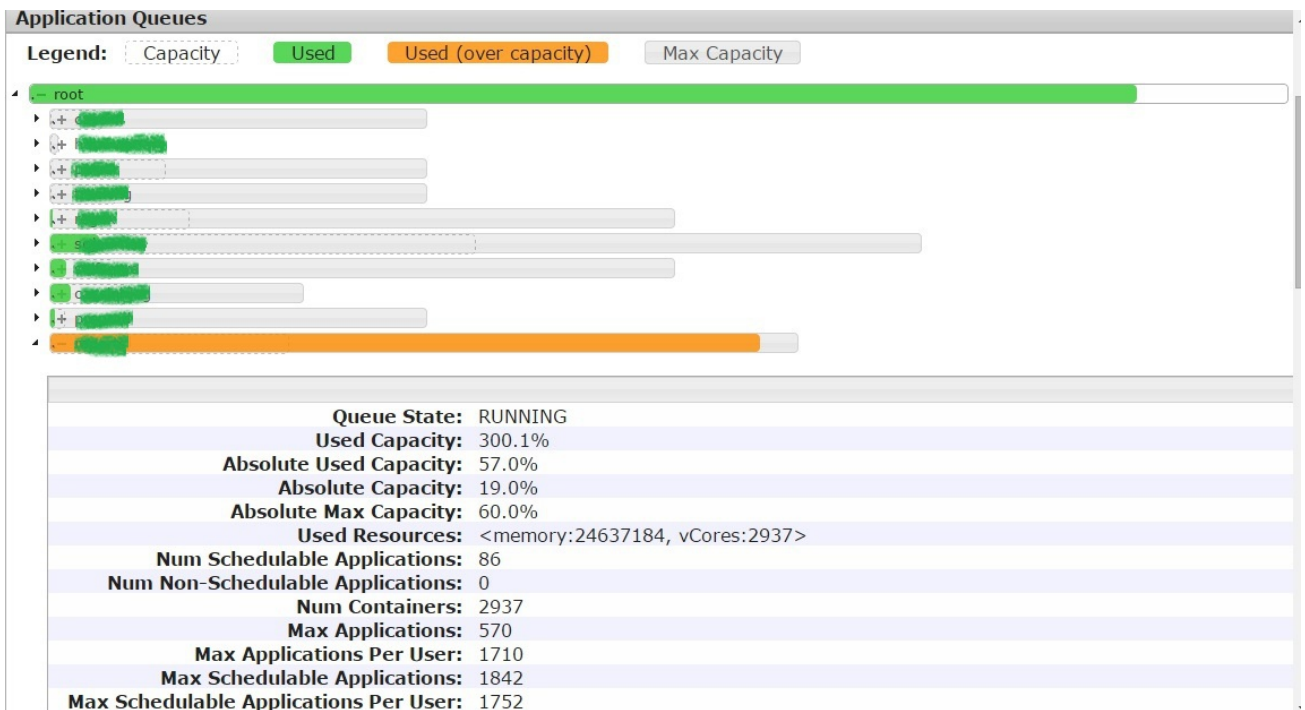 Application Queues
Legend: Capacity Used Used (over capacity) Max Capacity
.- root
.+
.+
.+
.+ g
.+
.+ s
.+
.+
.+
.-
Queue State: RUNNING
Used Capacity: 300.1%
Absolute Used Capacity: 57.0%
Absolute Capacity: 19.0%
Absolute Max Capacity: 60.0%
Used Resources: <memory:24637184, vCores:2937>
Num Schedulable Applications: 86
Num Non-Schedulable Applications: 0
Num Containers: 2937
Max Applications: 570
Max Applications Per User: 1710
Max Schedulable Applications: 1842
Max Schedulable Applications Per User: 1752